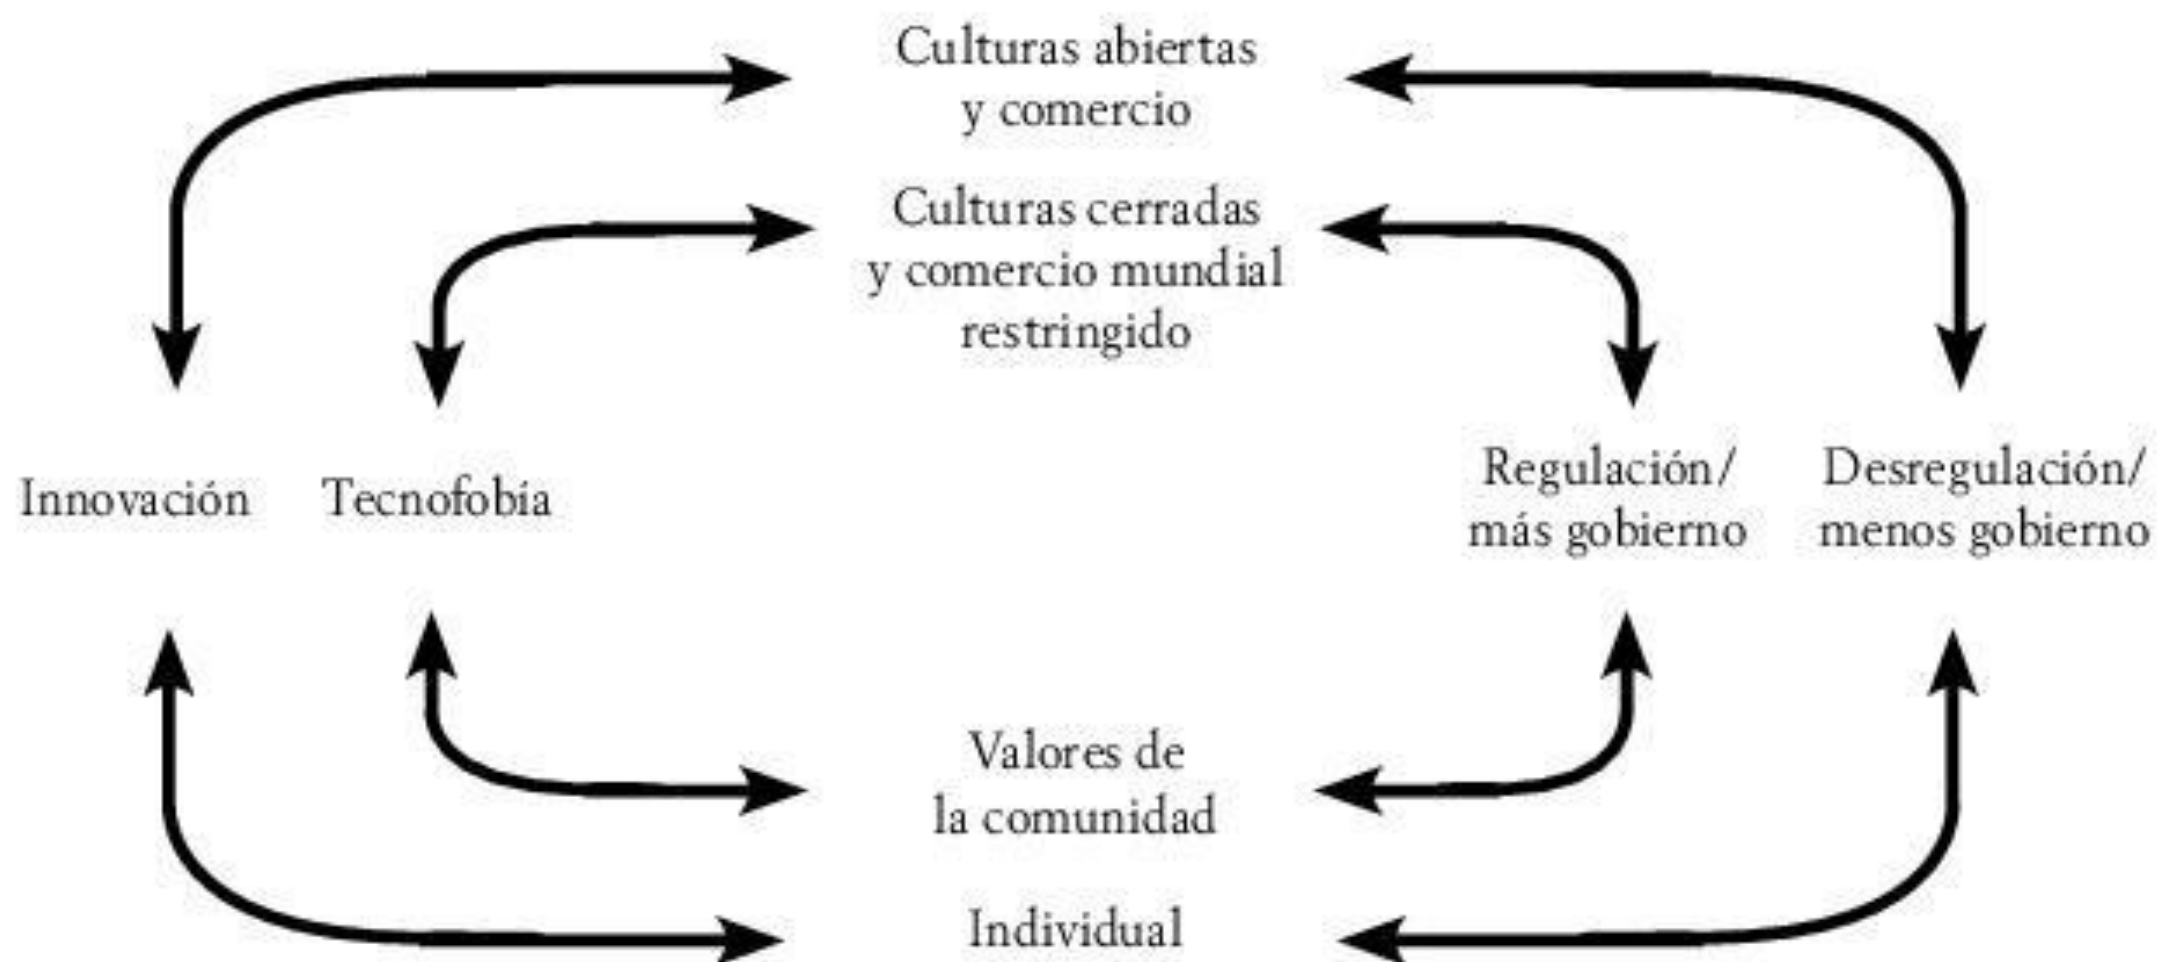 Culturas abiertas
y comercio
Culturas cerradas
y comercio mundial
restringido
Innovación
Tecnofobia
Regulación/
más gobierno
Desregulación/
menos gobierno
Valores de
la comunidad
Individual